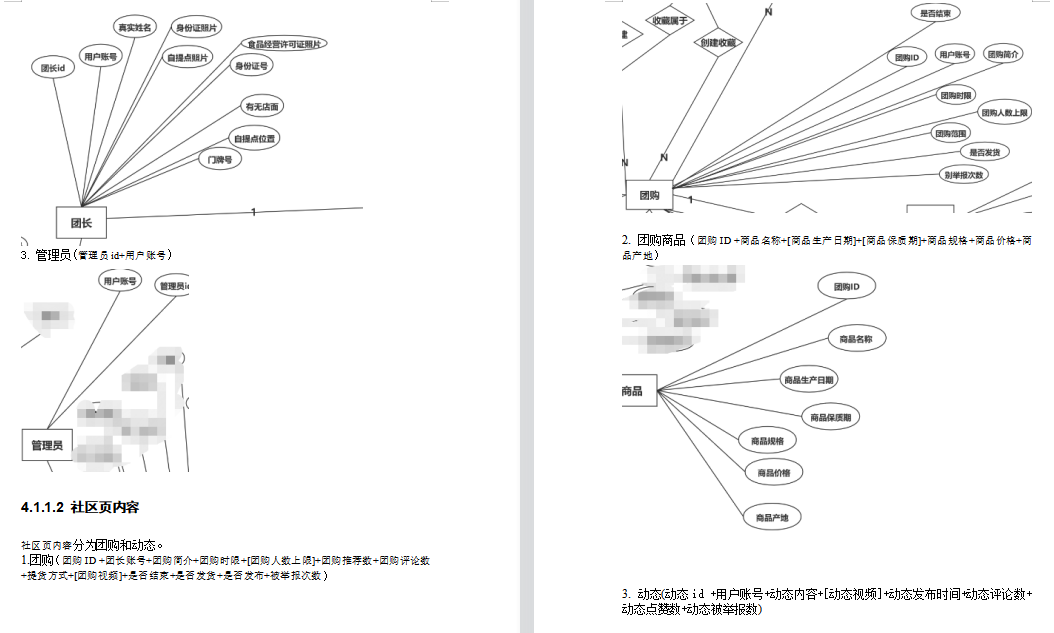 真实姓名
身份证照片
食品经营许可证照片
用户账号
自提点照片
团长id
身份证号
有无店面
自提点位置
门牌号
团长
1
3. 管理员(管理员id+用户账号)
用户账号
管理员id
管理员
4.1.1.2 社区页内容
社区页内容分为团购和动态。
1.团购(团购ID+团长账号+团购简介+团购时限+[团购人数上限]+团购推荐数+团购评论数
+提货方式+[团购视频]+是否结束+是否发货+是否发布+被举报次数)
收藏属于
N
是否结束
创建收藏
团购ID
用户账号
团购简介
团购时限
团购人数上限
团购范围
是否发货
别举报次数
N
N
团购
1
2. 团购商品(团购ID+商品名称+[商品生产日期]+[商品保质期]+商品规格+商品价格+商
品产地)
团购ID
商品名称
商品生产日期
商品
商品保质期
商品规格
商品价格
商品产地
3. 动态(动态id+用户账号+动态内容+[动态视频]+动态发布时间+动态评论数+
动态点赞数+动态被举报数)